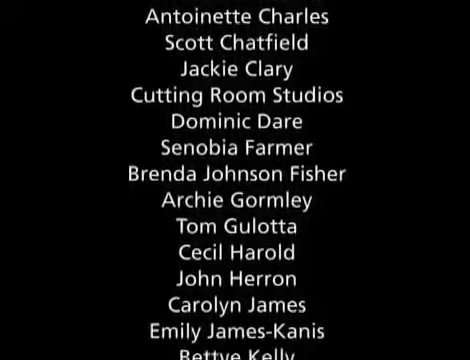 Antoinette Charles
Scott Chatfield
Jackie Clary
Cutting Room Studios
Dominic Dare
Senobia Farmer
Brenda Johnson Fisher
Archie Gormley
Tom Gulotta
Cecil Harold
John Herron
Carolyn James
Emily James-Kanis
Bettye Kelly